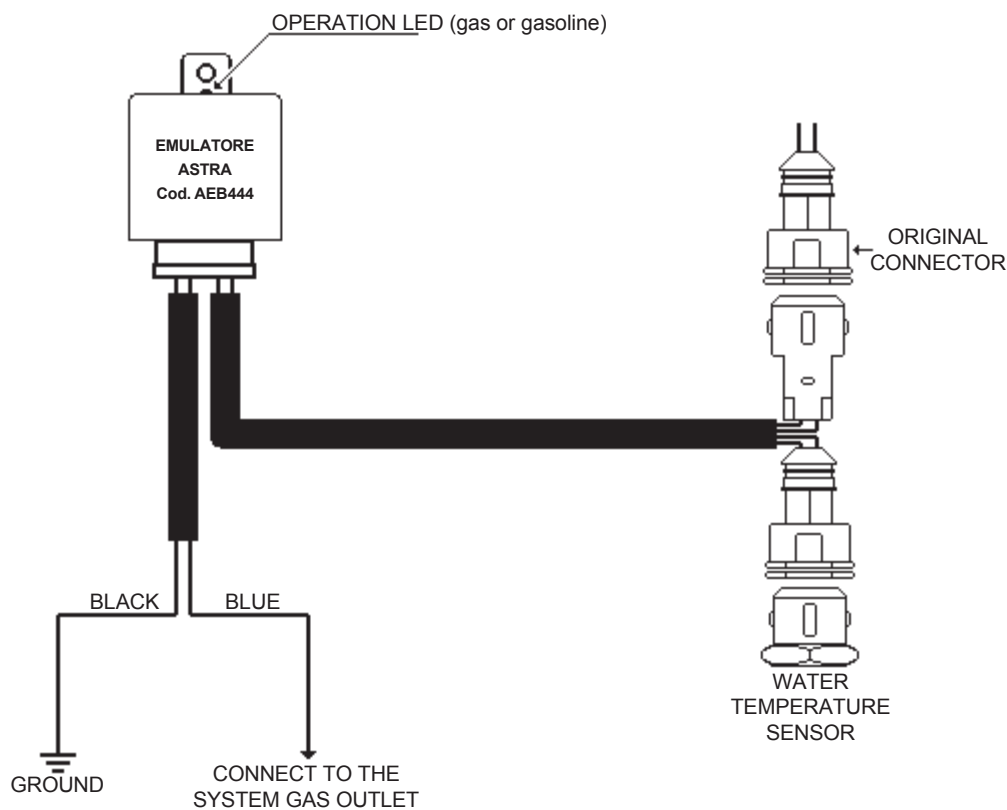 OPERATION LED (gas or gasoline)
EMULATORE
ASTRA
Cod. AEB444
ORIGINAL
CONNECTOR
BLACK
BLUE
WATER
TEMPERATURE
SENSOR
GROUND
CONNECT TO THE
SYSTEM GAS OUTLET